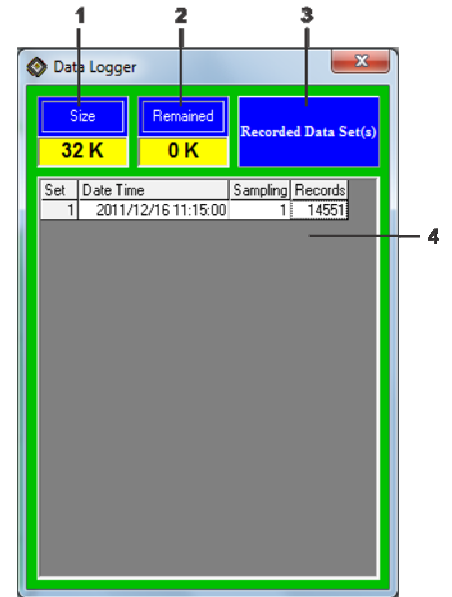 1 2 3
Data Logger
Size Remained Recorded Data Set(s)
32 K 0 K
Set Date Time Sampling Records
1 2011/12/16 11:15:00 1 14551
4